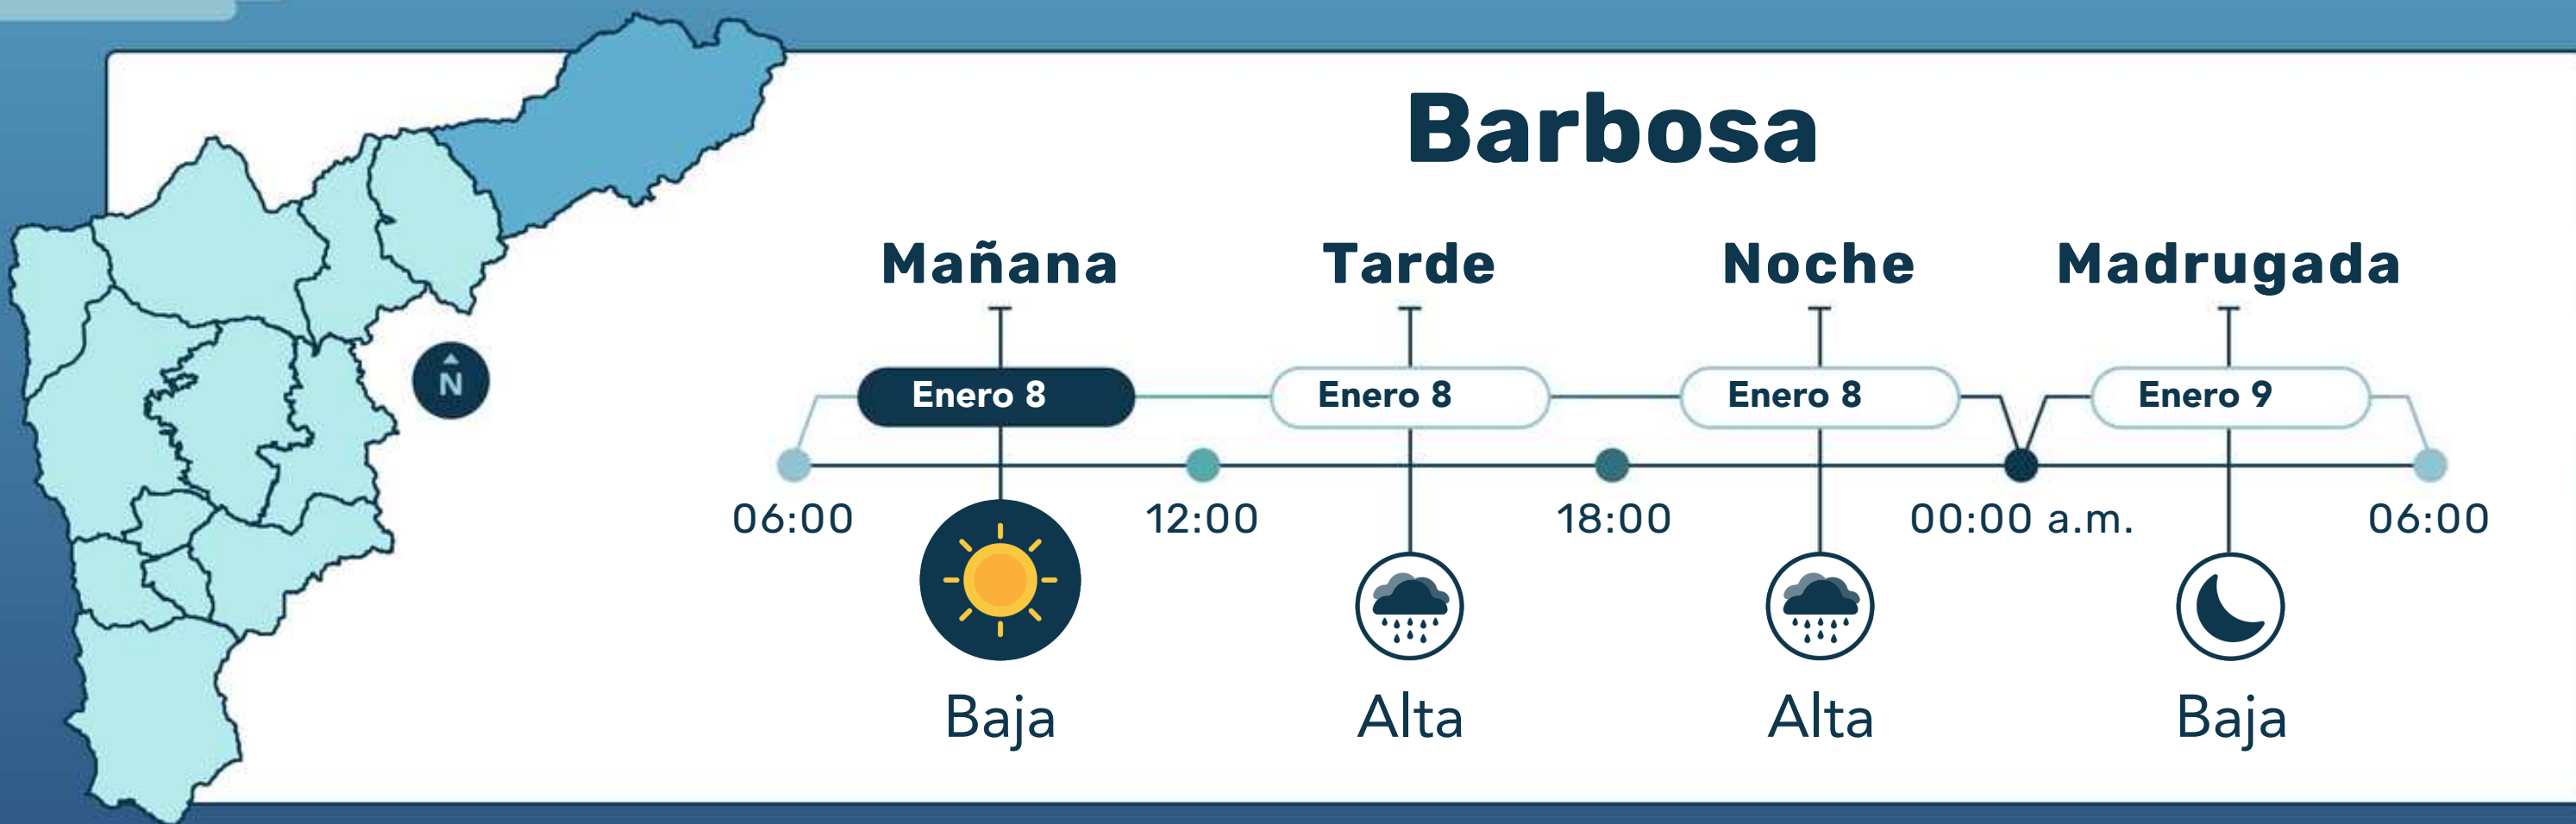 Barbosa
Mañana Tarde Noche Madrugada
N
Enero 8 Enero 8 Enero 8 Enero 9
06:00 12:00 18:00 00:00 a.m. 06:00
Baja Alta Alta Baja